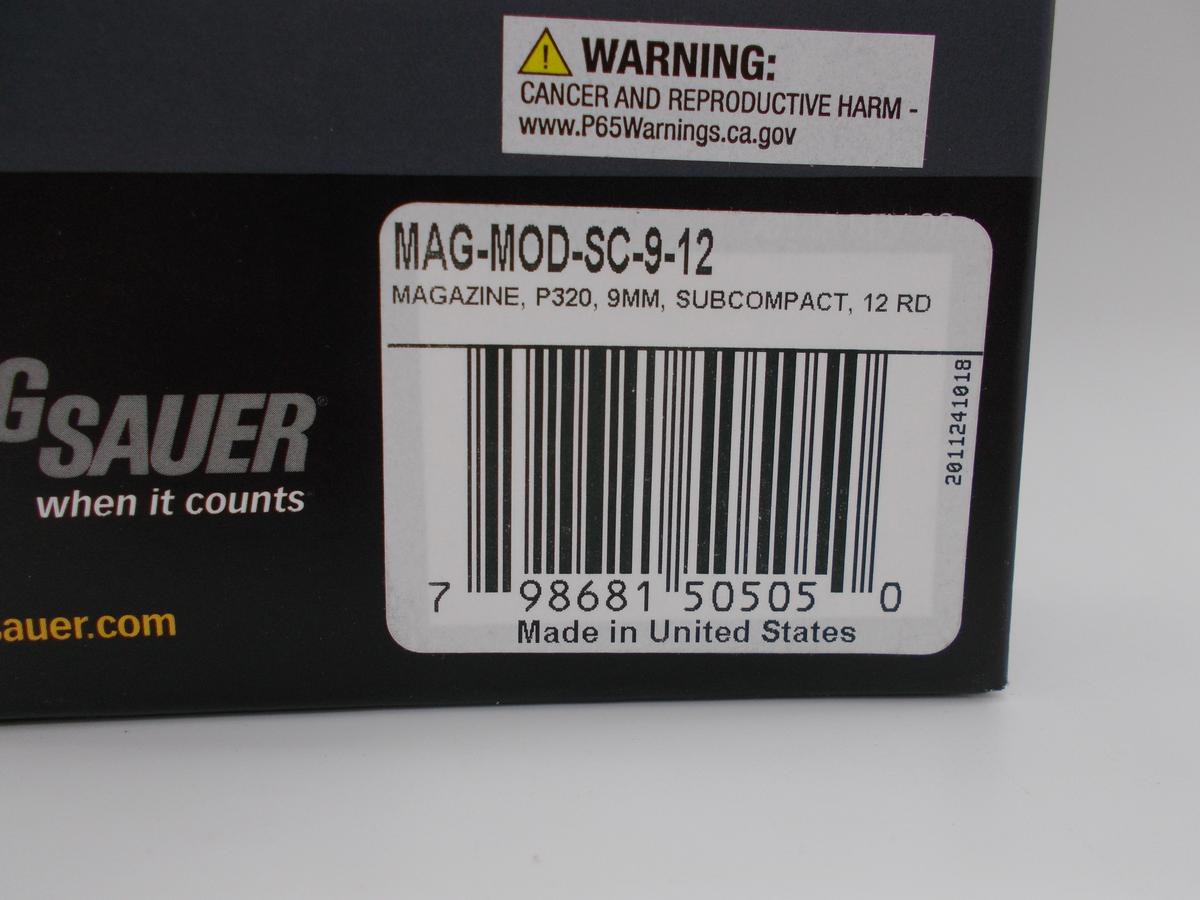 WARNING:
CANCER AND REPRODUCTIVE HARM -
www.P65Warnings.ca.gov
MAG-MOD-SC-9-12
MAGAZINE, P320, 9MM, SUBCOMPACT, 12 RD
2011241018
7 98681 50505 0
Made in United States
G SAUER®
when it counts
sauer.com